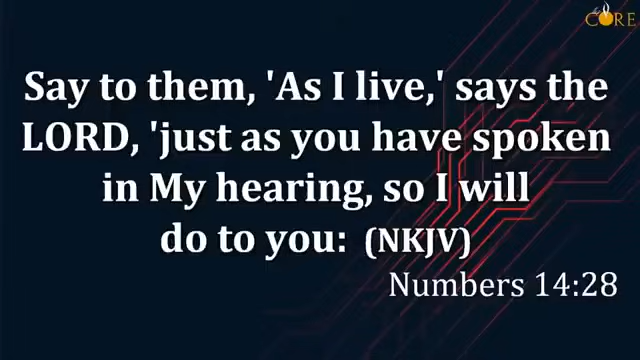 the
CORE
Say to them, 'As I live,' says the
LORD, 'just as you have spoken
in My hearing, so I will
do to you: (NKJV)
Numbers 14:28